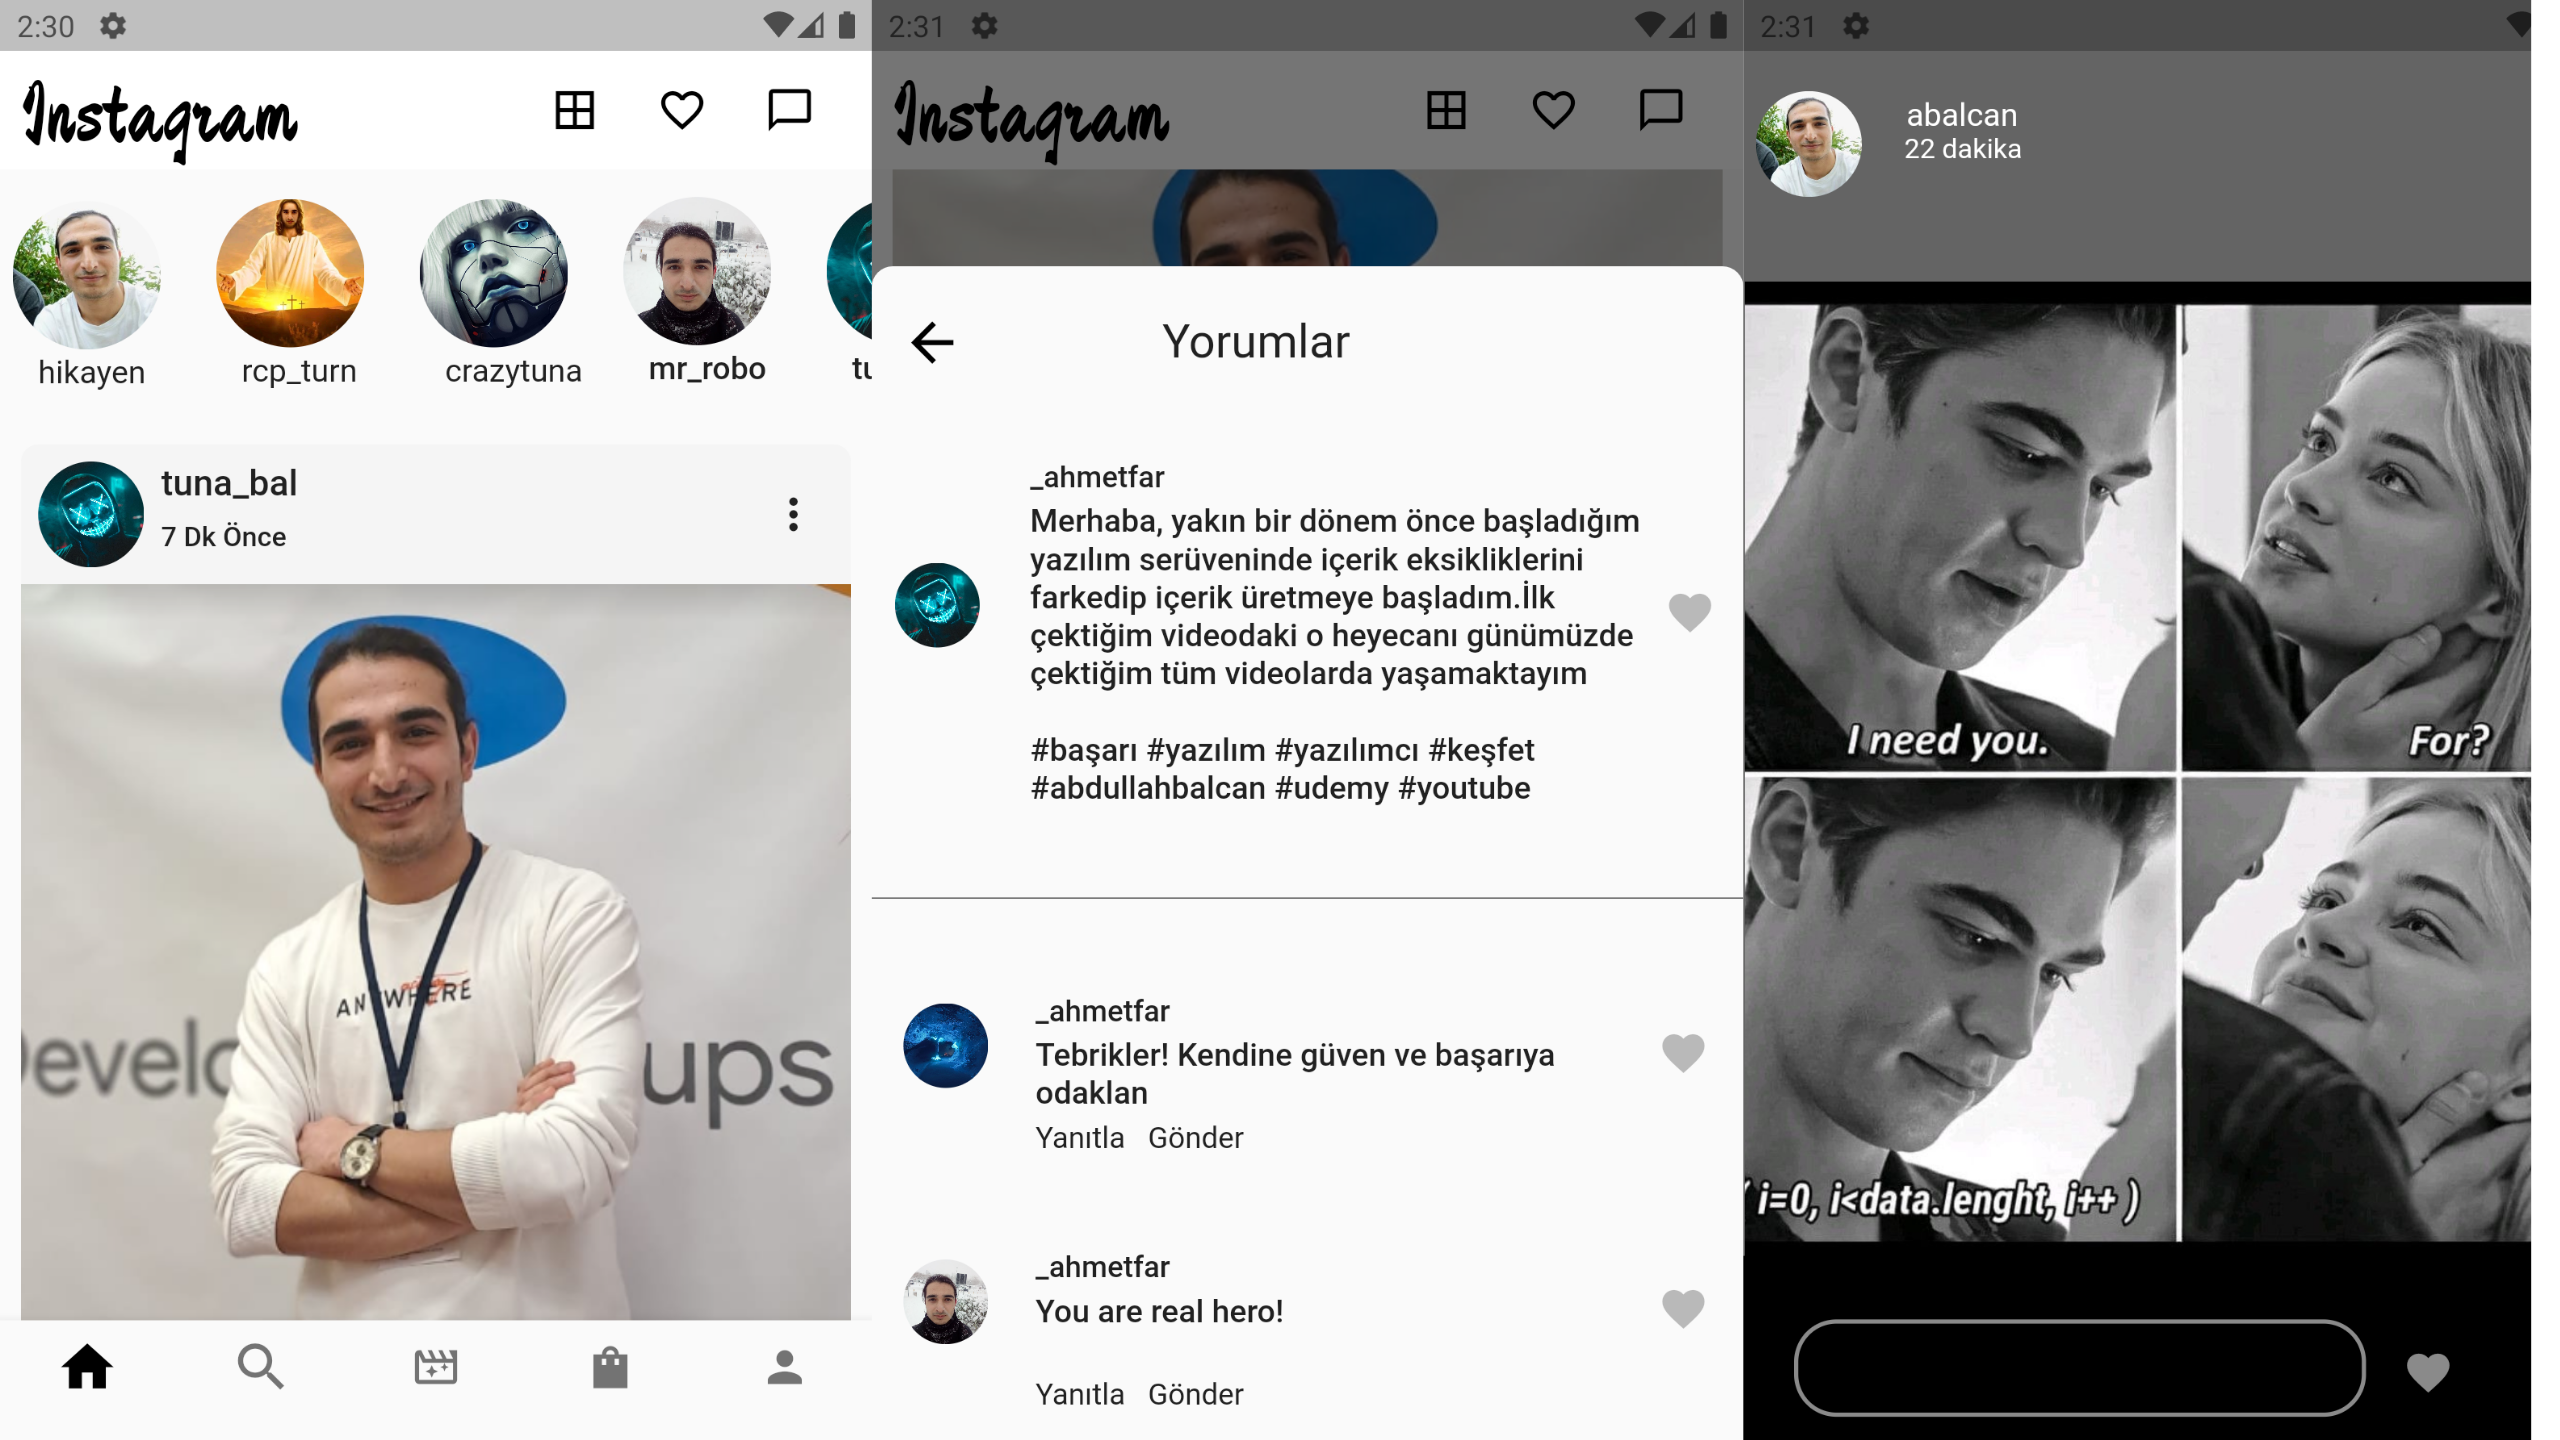 2:30
Instagram
hikayen
rcp_turn
crazytuna
mr_robo
tu
tuna_bal
7 Dk Önce
ANYWHERE
evelo
ups
2:31
Instagram
Yorumlar
_ahmetfar
Merhaba, yakın bir dönem önce başladığım
yazılım serüveninde içerik eksikliklerini
farkedip içerik üretmeye başladım.İlk
çektiğim videodaki o heyecanı günümüzde
çektiğim tüm videolarda yaşamaktayım
#başarı #yazılım #yazılımcı #keşfet
#abdullahbalcan #udemy #youtube
_ahmetfar
Tebrikler! Kendine güven ve başarıya
odaklan
Yanıtla Gönder
_ahmetfar
You are real hero!
Yanıtla Gönder
2:31
abalcan
22 dakika
I need you.
For?
( i=0, i<data.lenght, i++ )